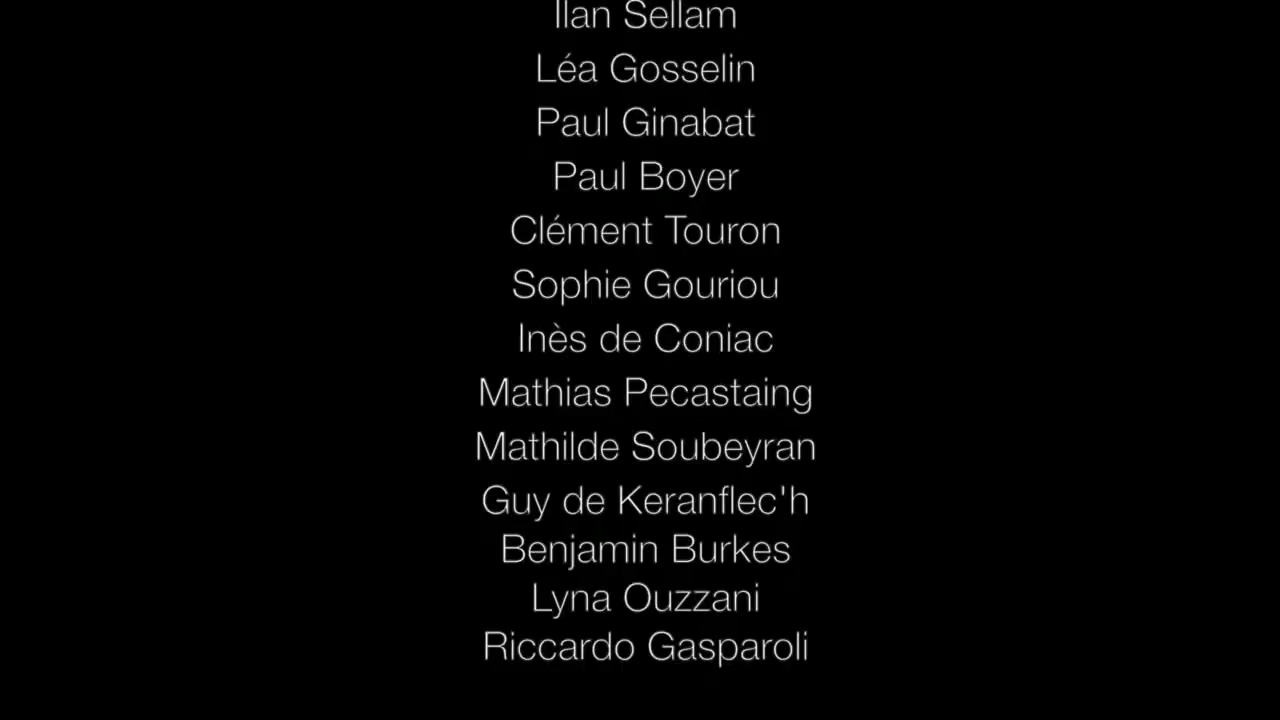 Ilan Sellam
Léa Gosselin
Paul Ginabat
Paul Boyer
Clément Touron
Sophie Gouriou
Inès de Coniac
Mathias Pecastaing
Mathilde Soubeyran
Guy de Keranflec'h
Benjamin Burkes
Lyna Ouzzani
Riccardo Gasparoli